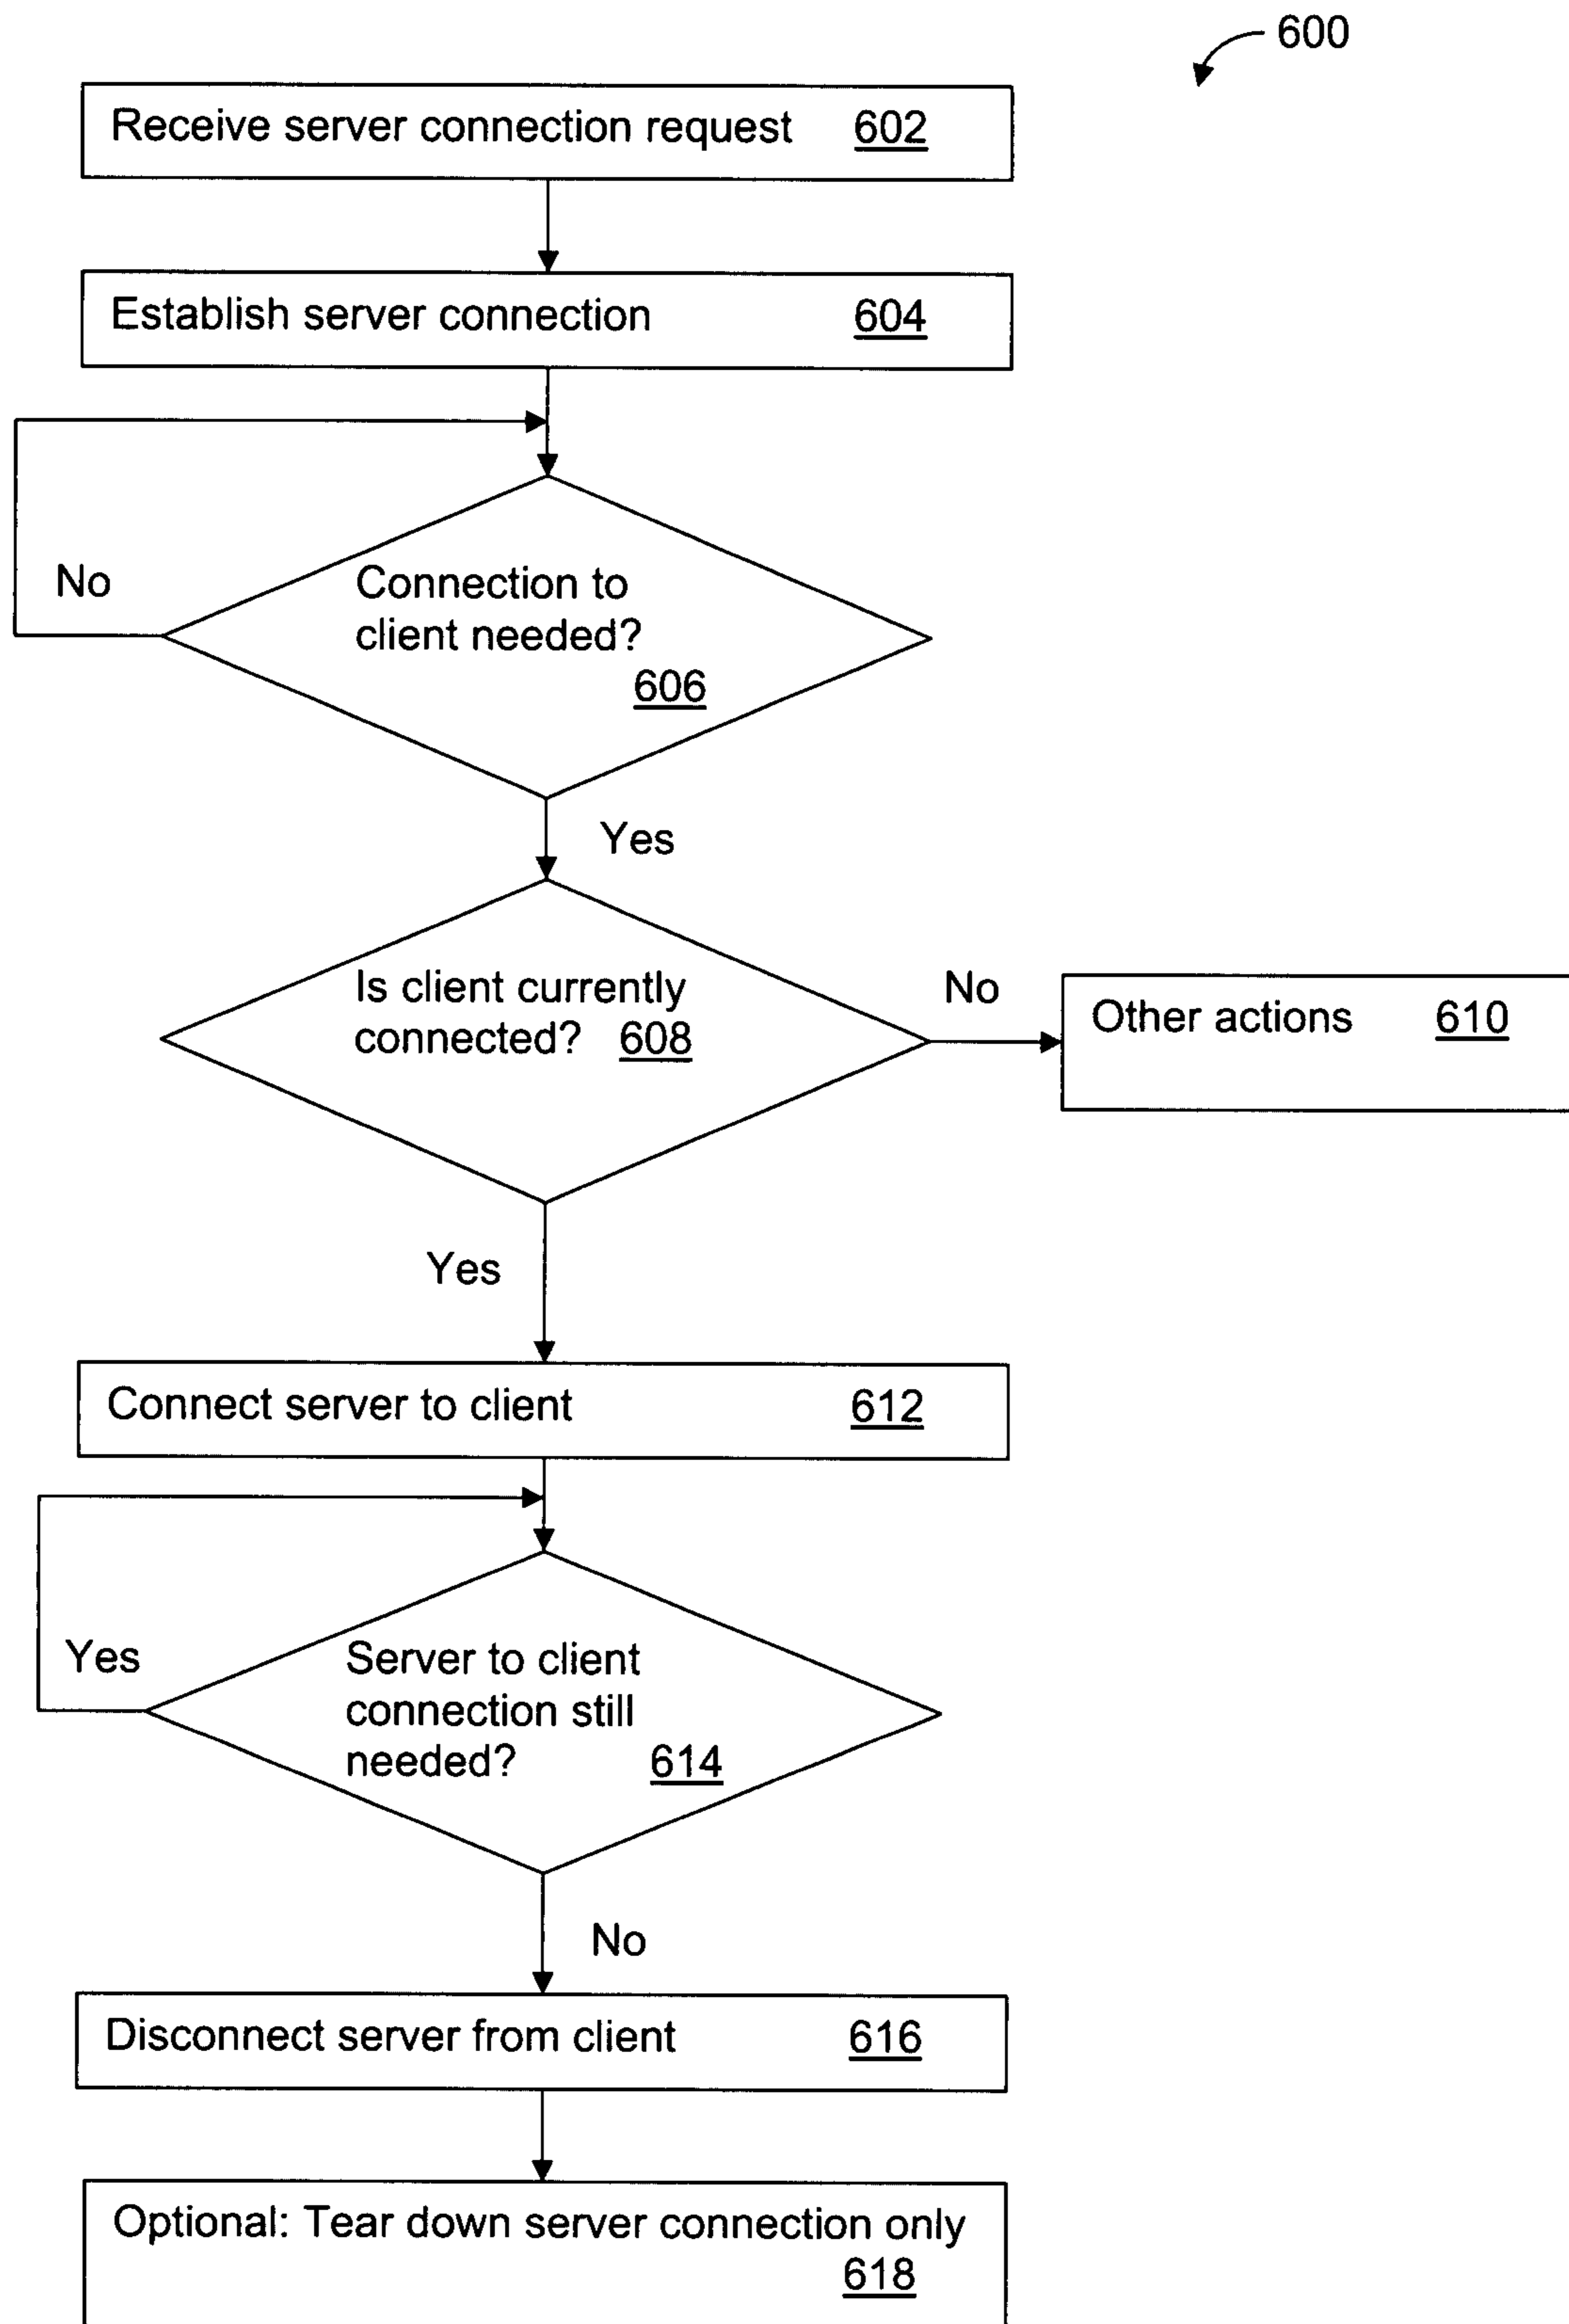 600
Receive server connection request 602
Establish server connection 604
No
Connection to
client needed?
606
Yes
Is client currently
connected? 608
No
Other actions 610
Yes
Connect server to client 612
Yes
Server to client
connection still
needed? 614
No
Disconnect server from client 616
Optional: Tear down server connection only
618